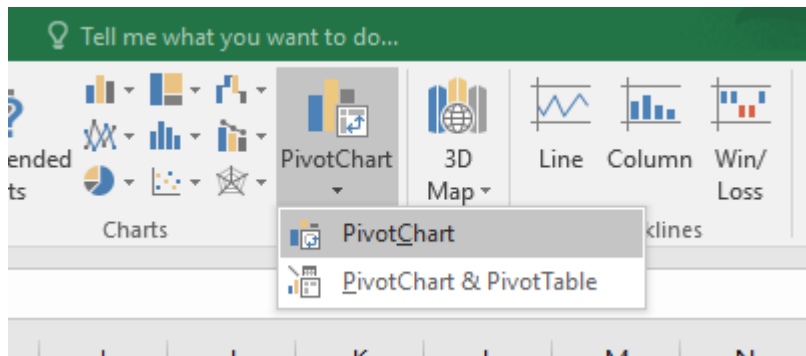 Tell me what you want to do...
ended
ts
PivotChart
3D
Map
Line
Column
Win/
Loss
Charts
klines
PivotChart
PivotChart & PivotTable
K
M
N